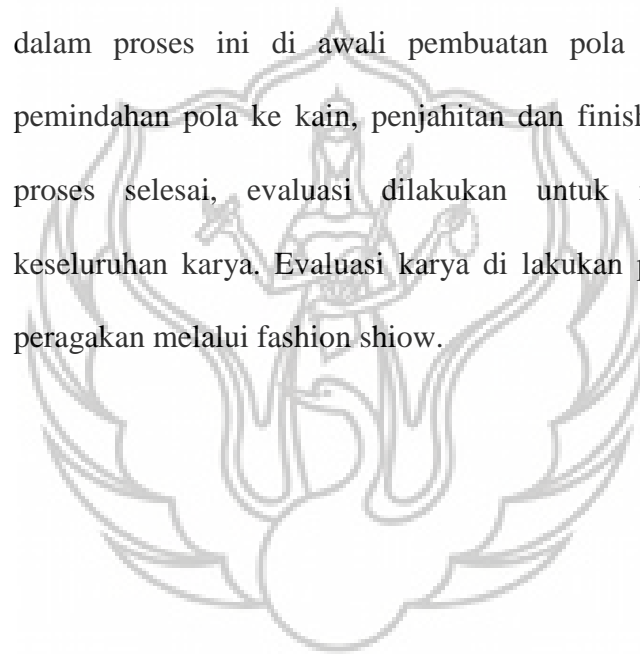 dalam proses ini di awali pembuatan pola
pemindahan pola ke kain, penjahitan dan finish
proses selesai, evaluasi dilakukan untuk
keseluruhan karya. Evaluasi karya di lakukan p
peragakan melalui fashion shiow.